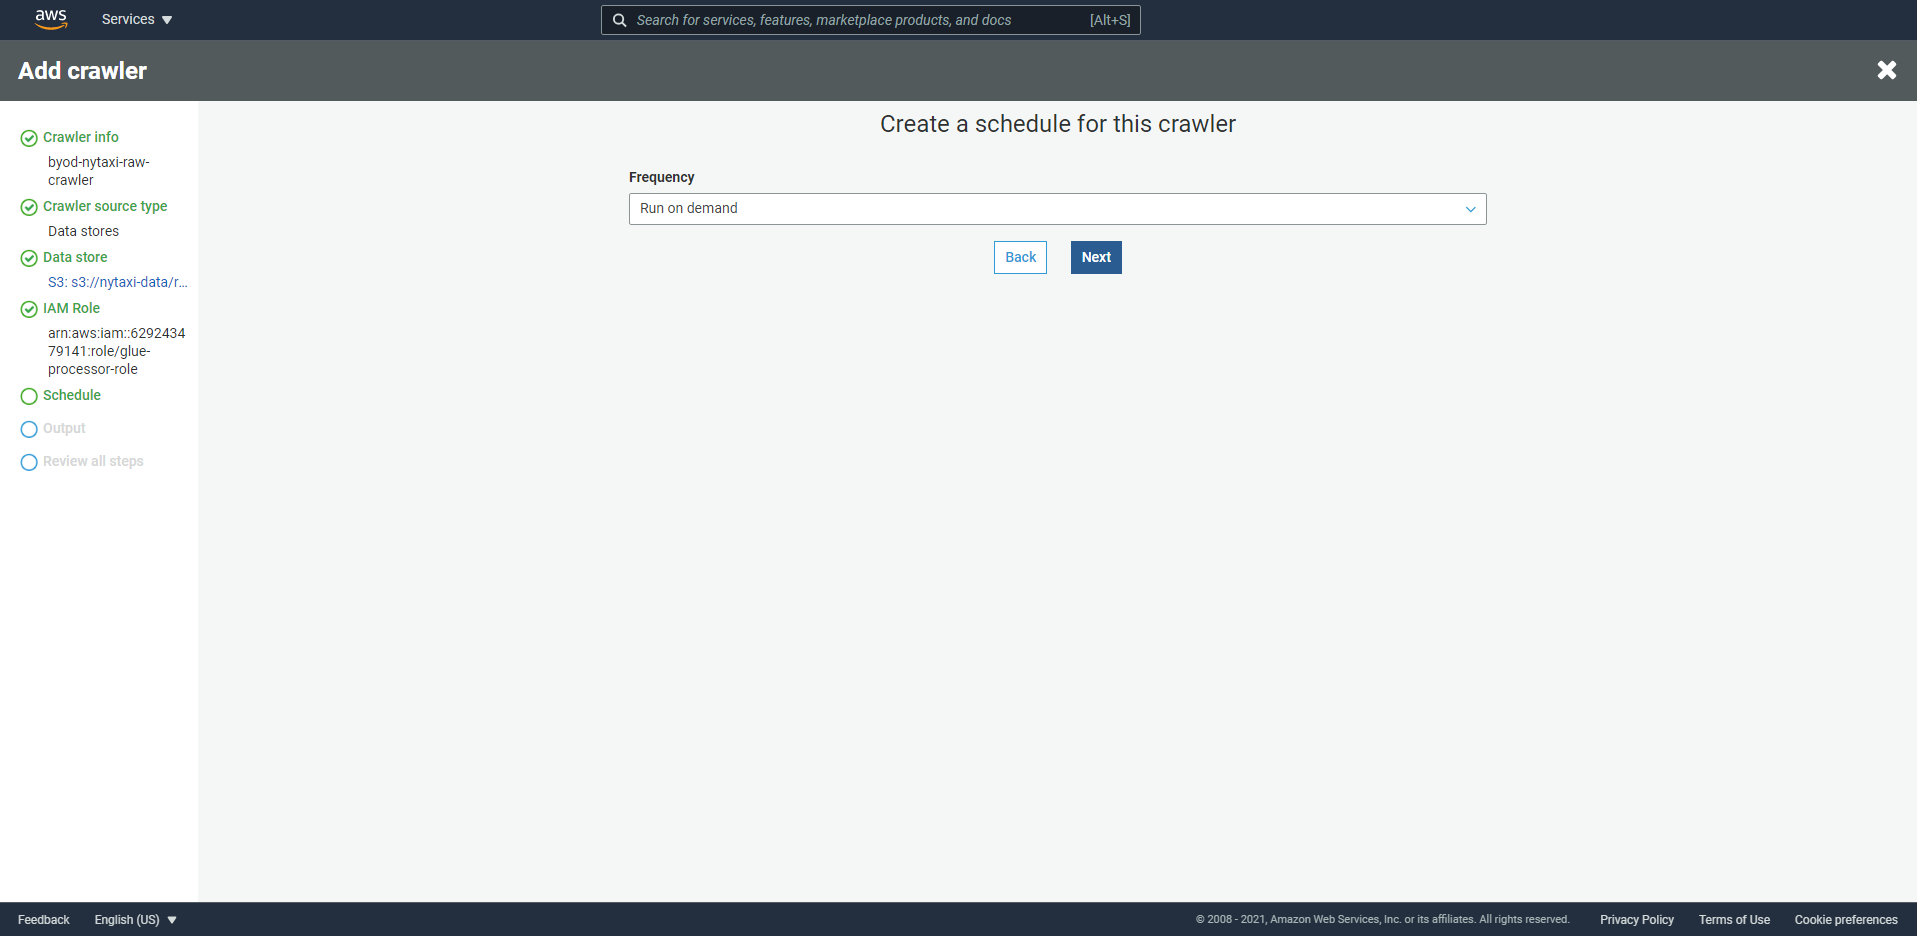 aws Services
Search for services, features, marketplace products, and docs [Alt+S]
Add crawler
Crawler info
byod-nytaxi-raw-
crawler
Crawler source type
Data stores
Data store
S3: s3://nytaxi-data/r...
IAM Role
arn:aws:iam::6292434
79141:role/glue-
processor-role
Schedule
Output
Review all steps
Create a schedule for this crawler
Frequency
Run on demand
Back Next
Feedback English (US) © 2008 - 2021, Amazon Web Services, Inc. or its affiliates. All rights reserved. Privacy Policy Terms of Use Cookie preferences